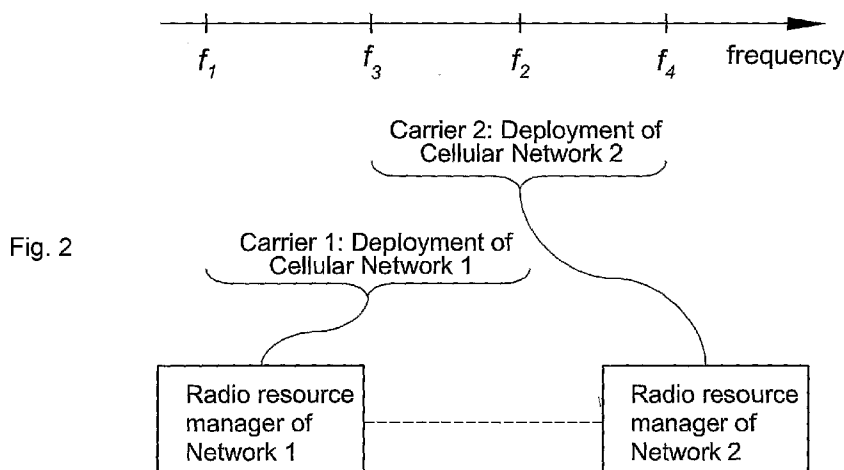 f1 f3 f2 f4 frequency
Carrier 2: Deployment of
Cellular Network 2
Fig. 2
Carrier 1: Deployment of
Cellular Network 1
Radio resource
manager of
Network 1
Radio resource
manager of
Network 2